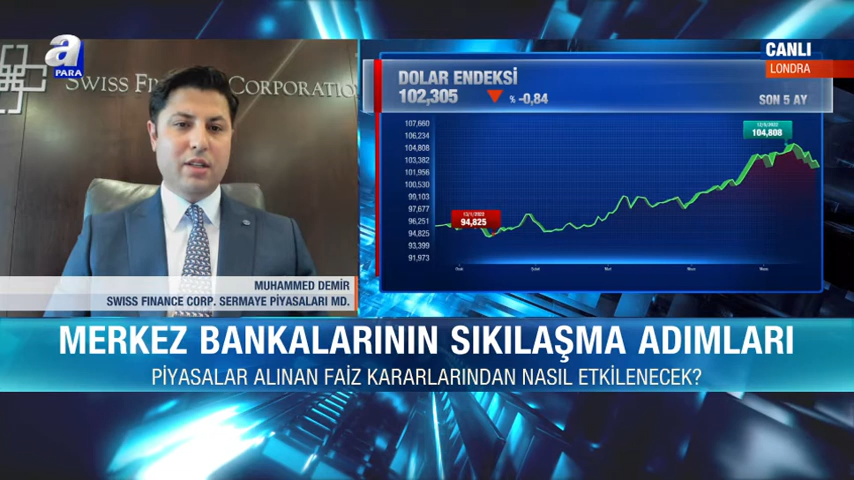 a
PARA
SWISS FIN
CORPORATIO
CANLI
LONDRA
DOLAR ENDEKSİ
102,305
% -0,84
SON 5 AY
107,660
106,234
104,808
103,382
101,956
100,530
99,103
97,677
96,251
94,825
93,399
91,973
94,825
104,808
MUHAMMED DEMİR
SWISS FINANCE CORP. SERMAYE PİYASALARI MD.
MERKEZ BANKALARININ SIKILAŞMA ADIMLARI
PİYASALAR ALINAN FAİZ KARARLARINDAN NASIL ETKİLENECEK?